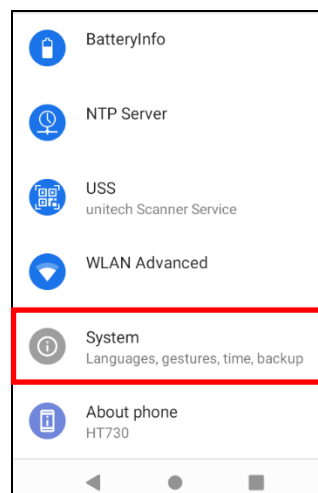 BatteryInfo
NTP Server
USS
unitech Scanner Service
WLAN Advanced
System
Languages, gestures, time, backup
About phone
HT730